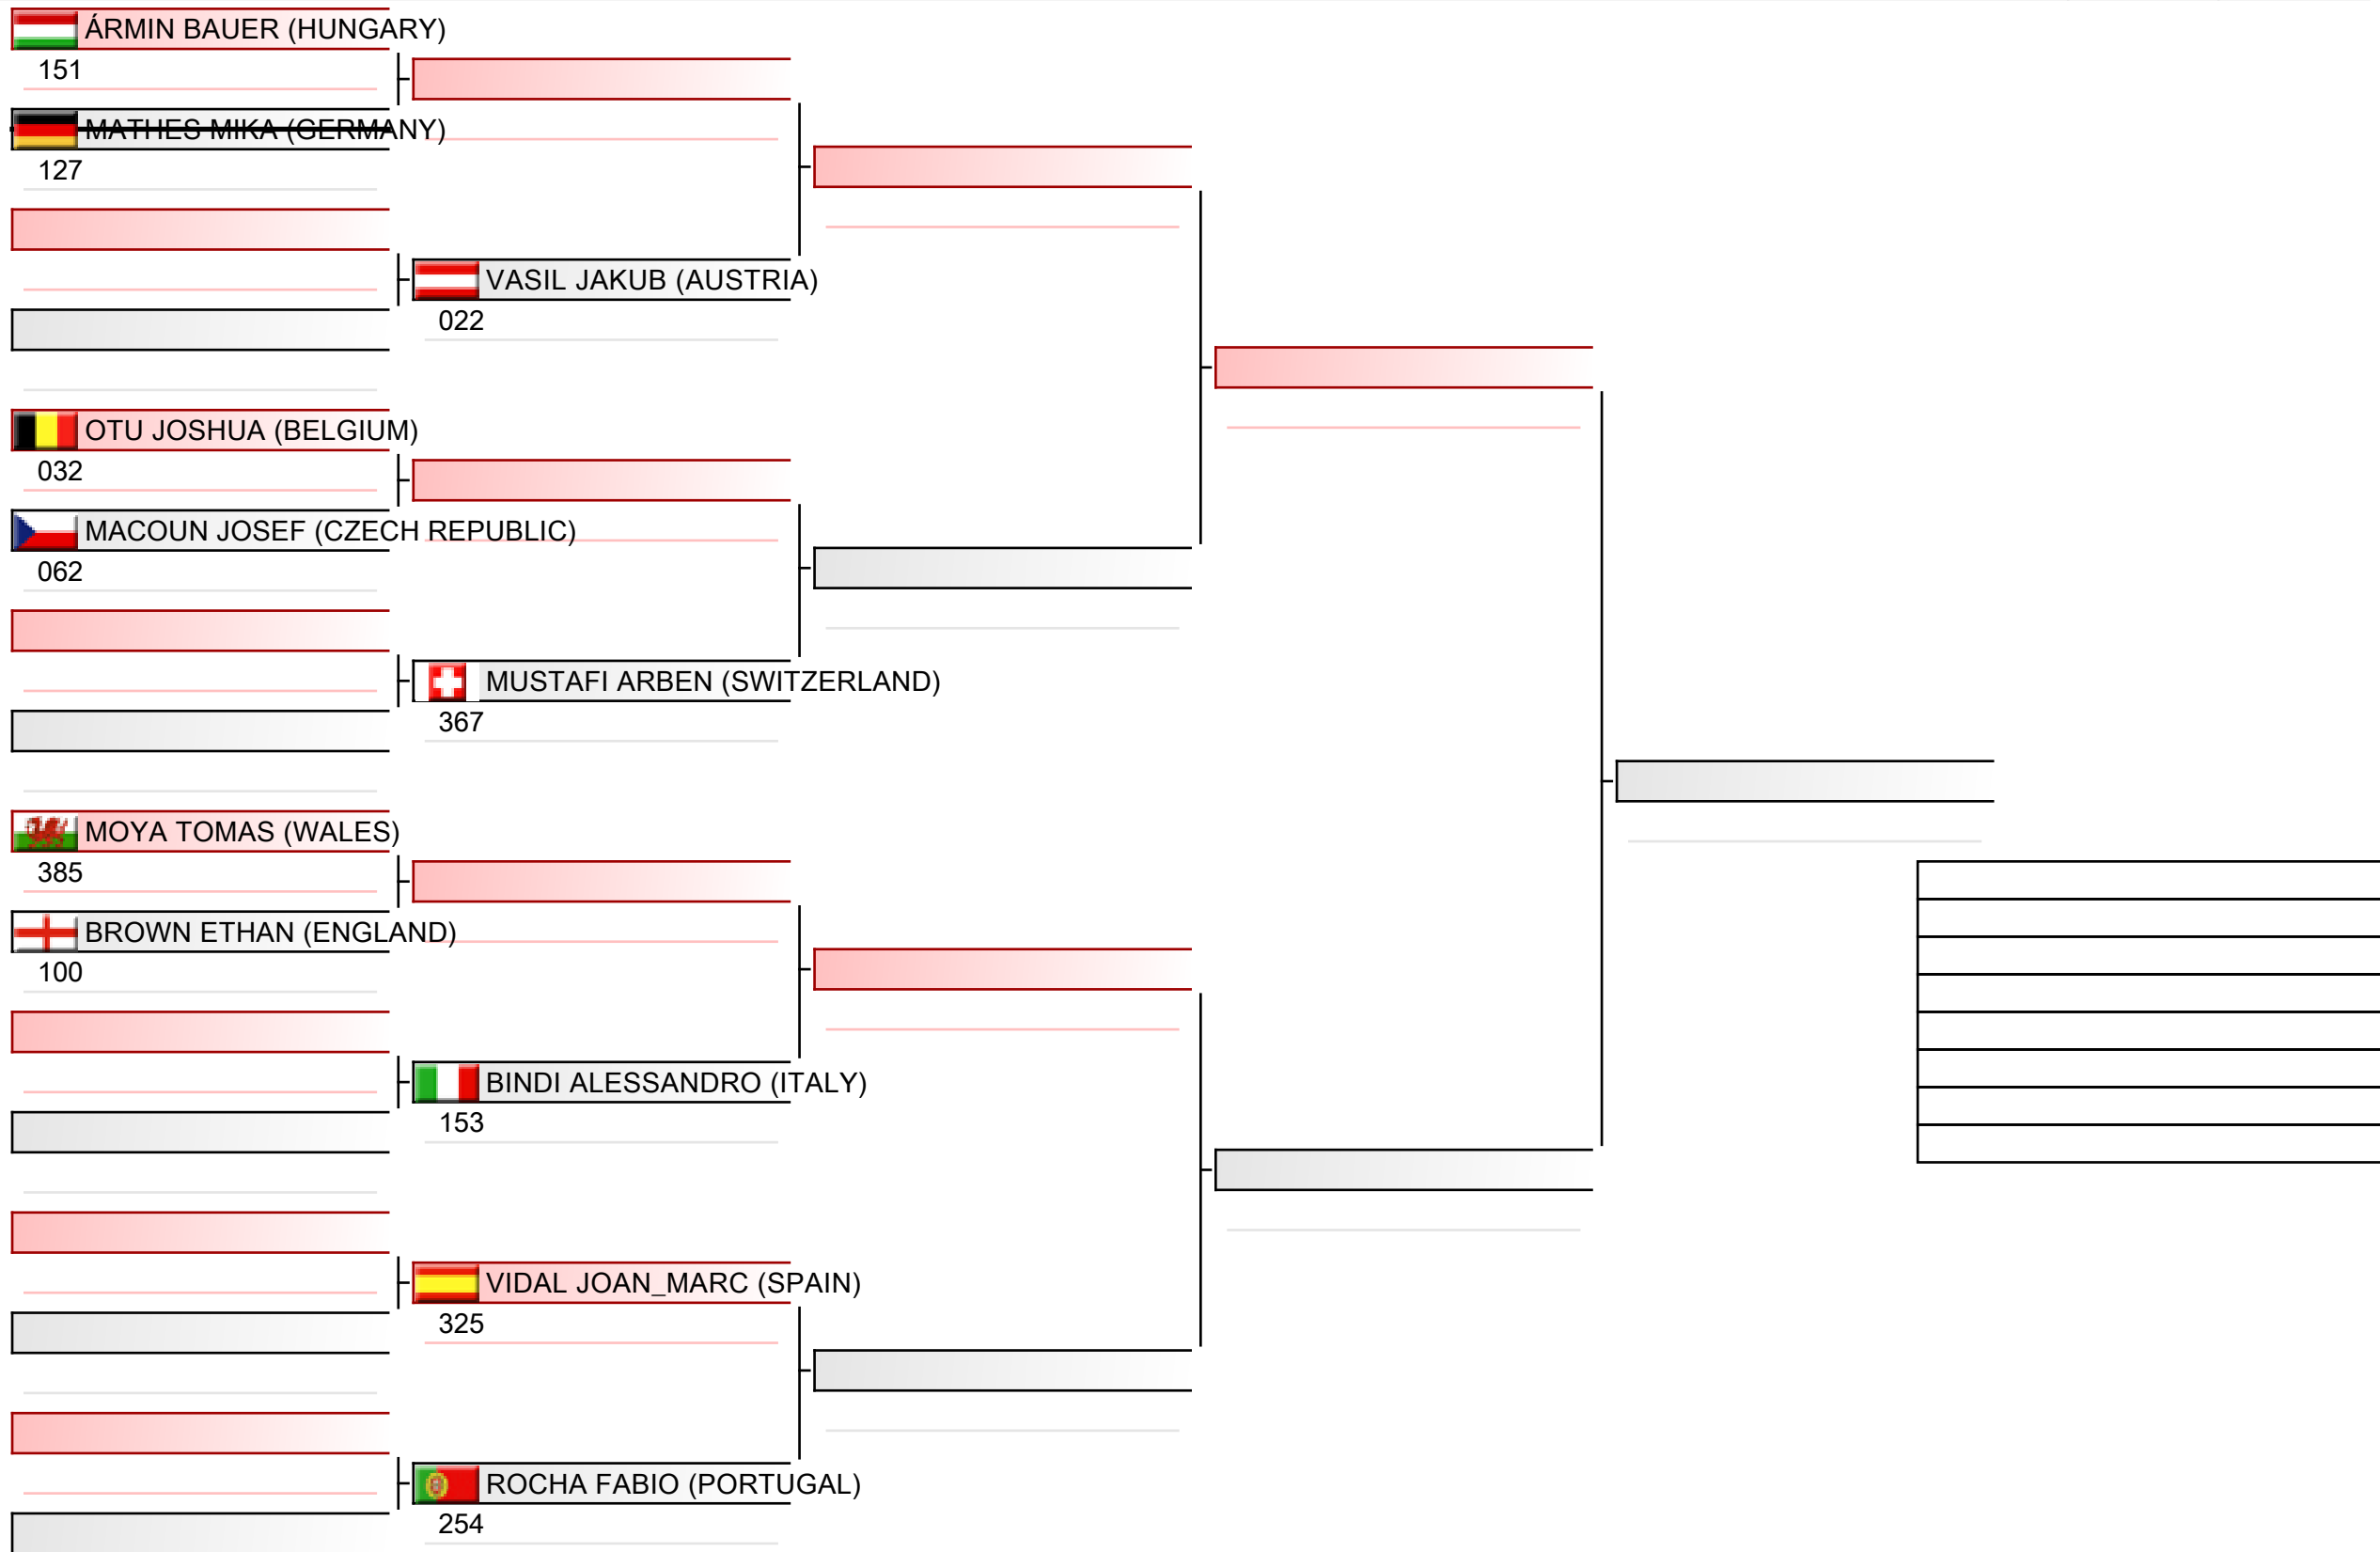 ÁRMIN BAUER (HUNGARY)
151
MATHES MIKA (GERMANY)
127
VASIL JAKUB (AUSTRIA)
022
OTU JOSHUA (BELGIUM)
032
MACOUN JOSEF (CZECH REPUBLIC)
062
MUSTAFI ARBEN (SWITZERLAND)
367
MOYA TOMAS (WALES)
385
BROWN ETHAN (ENGLAND)
100
BINDI ALESSANDRO (ITALY)
153
VIDAL JOAN_MARC (SPAIN)
325
ROCHA FABIO (PORTUGAL)
254